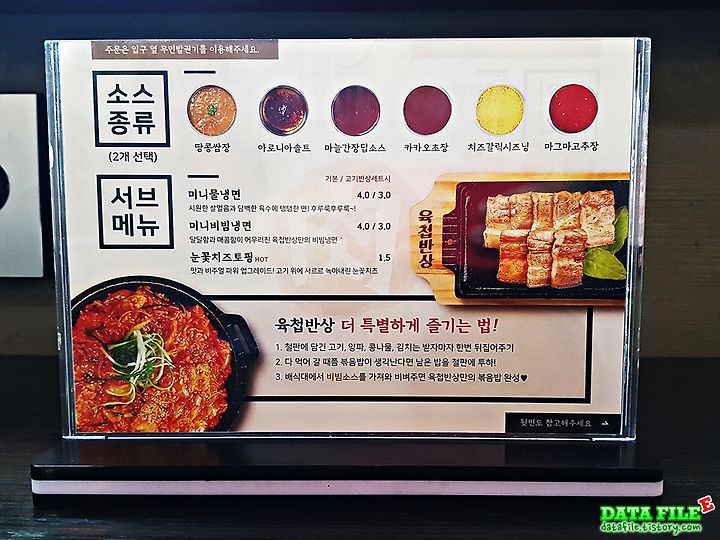 주문은 입구 옆 무인발권기를 이용해주세요.
소스
종류
(2개 선택)
땅콩쌈장
아로니아솔트
마늘간장딥소스
카카오초장
치즈갈릭시즈닝
마그마고추장
서브
메뉴
기본 / 고기반상세트시
미니물냉면 4.0 / 3.0
시원한 살얼음과 담백한 육수에 탱탱한 면! 후루룩후루룩~!
미니비빔냉면 4.0 / 3.0
달달함과 매콤함이 어우러진 육첩반상만의 비빔냉면
눈꽃치즈토핑 HOT 1.5
맛과 비주얼 파워 업그레이드! 고기 위에 사르르 녹아내린 눈꽃치즈
육첩반상
육첩반상 더 특별하게 즐기는 법!
1. 철판에 담긴 고기, 양파, 콩나물, 김치는 받자마자 한번 뒤집어주기
2. 다 먹어 갈 때쯤 볶음밥이 생각난다면 남은 밥을 철판에 투하!
3. 배식대에서 비빔소스를 가져와 비벼주면 육첩반상만의 볶음밥 완성♥
뒷면도 참고해주세요
DATA FILE
datafile.tistory.com